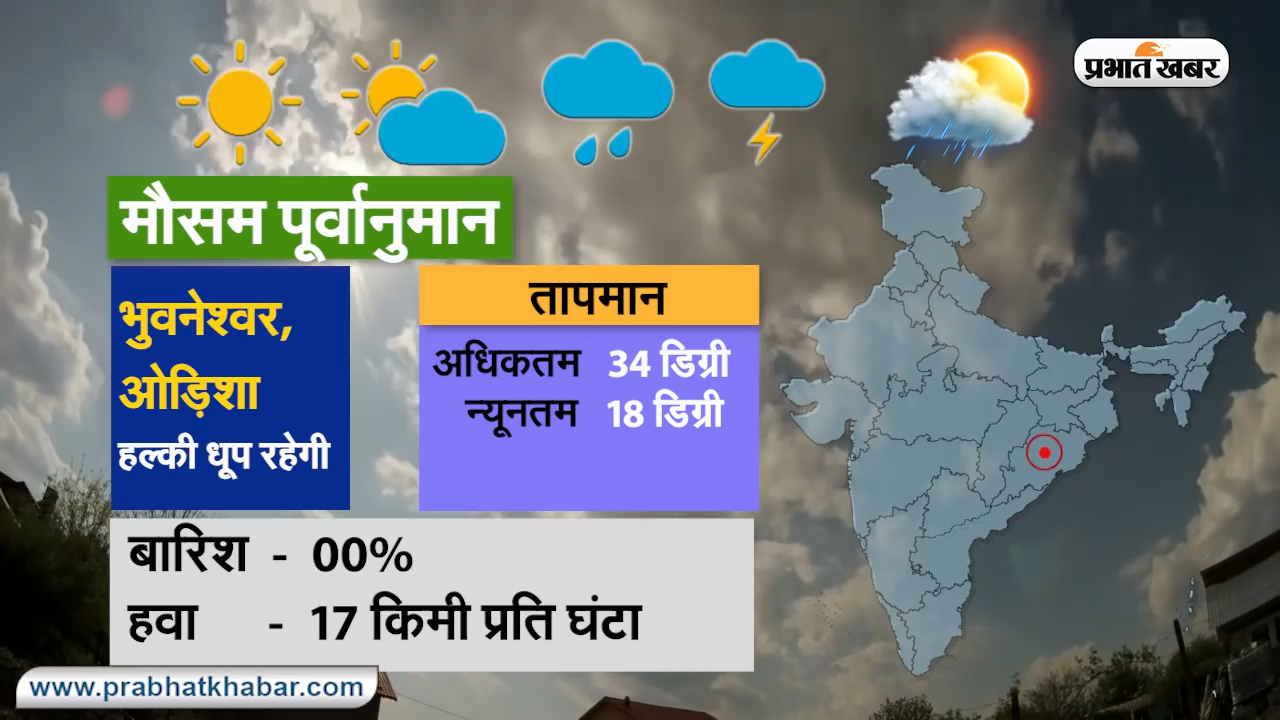 प्रभात खबर
मौसम पूर्वानुमान
भुवनेश्वर,
ओड़िशा
हल्की धूप रहेगी
तापमान
अधिकतम 34 डिग्री
न्यूनतम 18 डिग्री
बारिश - 00%
हवा - 17 किमी प्रति घंटा
www.prabhatkhabar.com